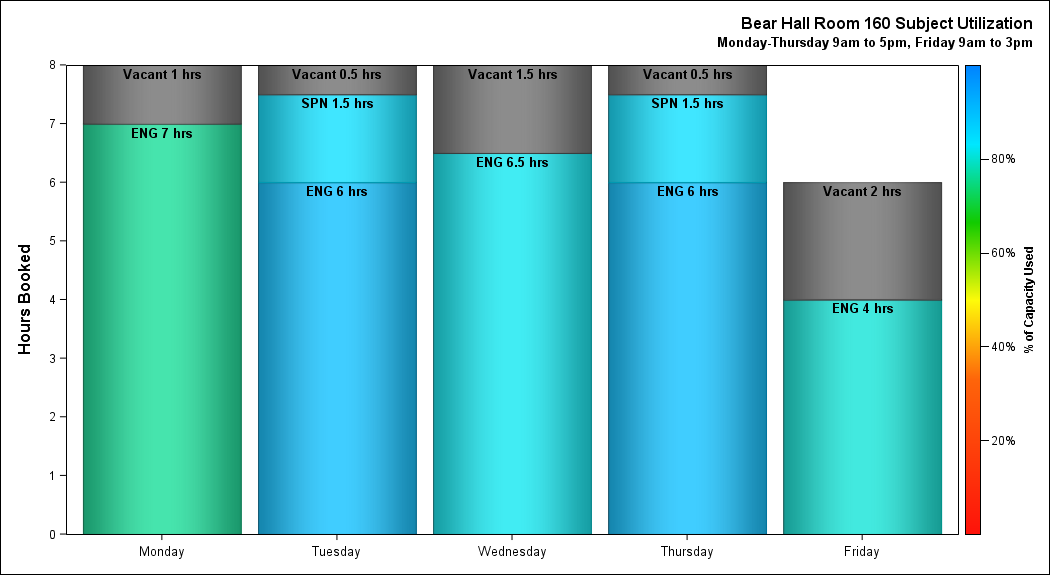 Bear Hall Room 160 Subject Utilization
Monday-Thursday 9am to 5pm, Friday 9am to 3pm
Hours Booked
8
7
6
5
4
3
2
1
0
Vacant 1 hrs
ENG 7 hrs
Vacant 0.5 hrs
SPN 1.5 hrs
ENG 6 hrs
Vacant 1.5 hrs
ENG 6.5 hrs
Vacant 0.5 hrs
SPN 1.5 hrs
ENG 6 hrs
Vacant 2 hrs
ENG 4 hrs
Monday
Tuesday
Wednesday
Thursday
Friday
80%
60%
40%
20%
% of Capacity Used